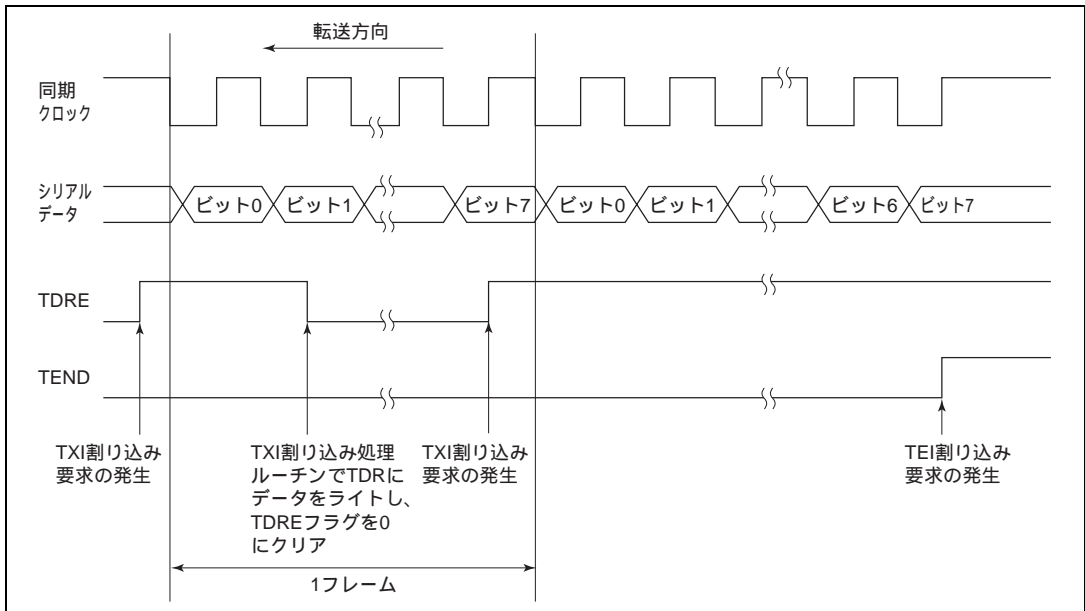 転送方向
同期
クロック
シリアル
データ
ビット0
ビット1
ビット7
ビット0
ビット1
ビット6
ビット7
TDRE
TEND
TXI割り込み
要求の発生
TXI割り込み処理
ルーチンでTDRに
データをライトし、
TDREフラグを0
にクリア
TXI割り込み
要求の発生
TEI割り込み
要求の発生
1フレーム